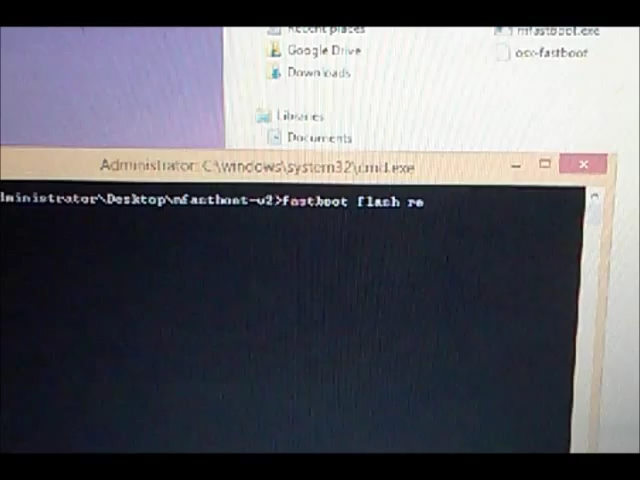 Recent places
mfastboot.exe
Google Drive
osx-fastboot
Downloads
Libraries
Documents
Administrator: C:\windows\system32\cmd.exe
ministrator\Desktop\mfastboot-v2>fastboot flash re